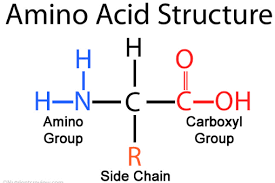 Amino Acid Structure
H H O
H N C C OH
Amino
Group
Carboxyl
Group
R
Side Chain